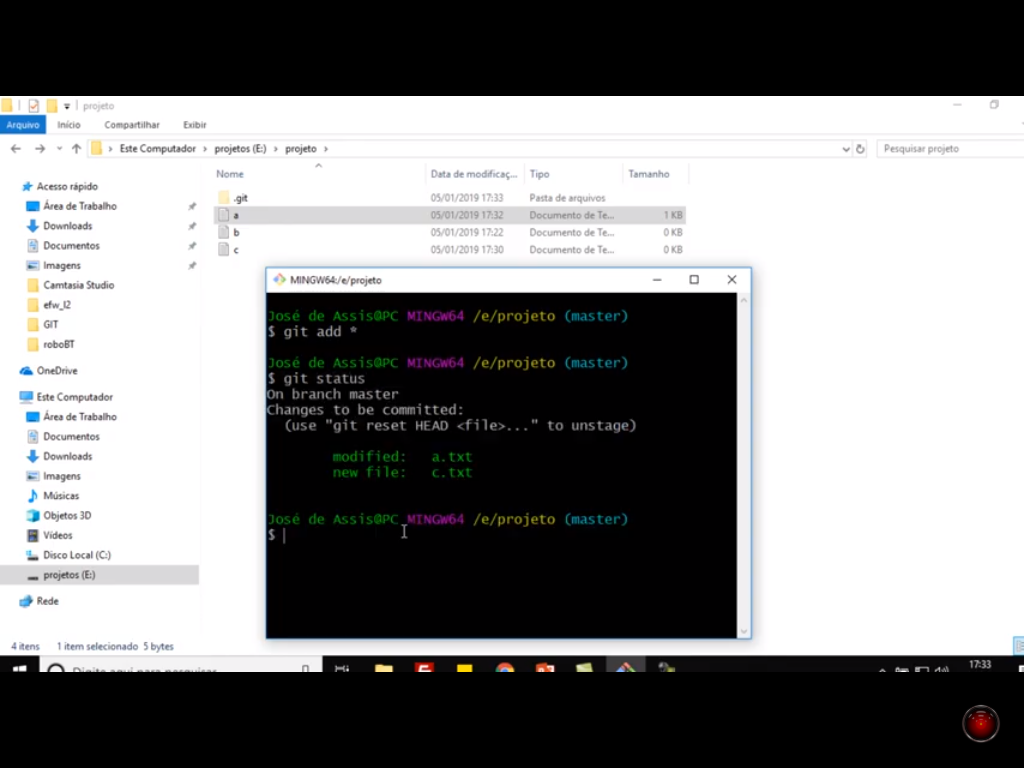 projeto
Arquivo Início Compartilhar Exibir
Este Computador > projetos (E:) > projeto >
Pesquisar projeto
Nome Data de modificaç... Tipo Tamanho
.git 05/01/2019 17:33 Pasta de arquivos
a 05/01/2019 17:32 Documento de Te... 1 KB
b 05/01/2019 17:22 Documento de Te... 0 KB
c 05/01/2019 17:30 Documento de Te... 0 KB
Acesso rápido
Área de Trabalho
Downloads
Documentos
Imagens
Camtasia Studio
efw_l2
GIT
roboBT
OneDrive
Este Computador
Área de Trabalho
Documentos
Downloads
Imagens
Músicas
Objetos 3D
Vídeos
Disco Local (C:)
projetos (E:)
Rede
MINGW64:/e/projeto
José de Assis@PC MINGW64 /e/projeto (master)
$ git add *
José de Assis@PC MINGW64 /e/projeto (master)
$ git status
On branch master
Changes to be committed:
(use "git reset HEAD <file>..." to unstage)
modified: a.txt
new file: c.txt
José de Assis@PC MINGW64 /e/projeto (master)
$
4 itens 1 item selecionado 5 bytes
Digite aqui para pesquisar
17:33